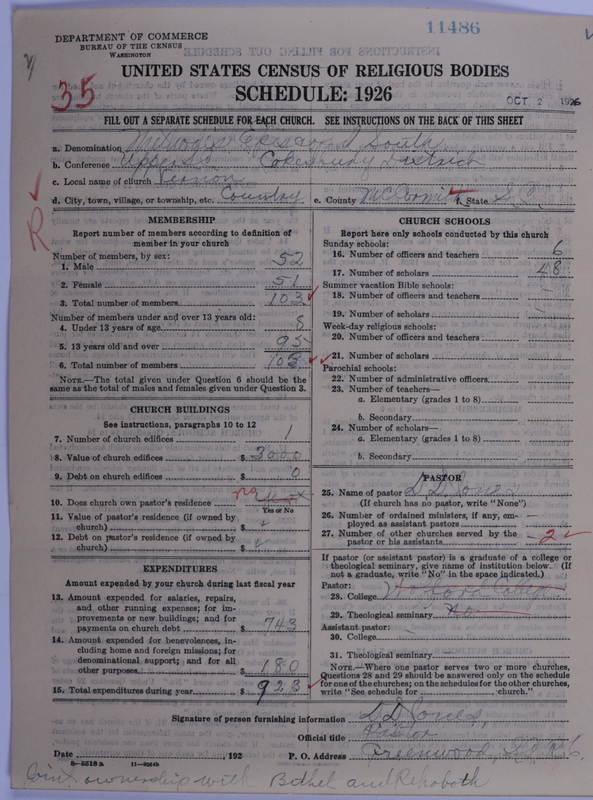 11486
DEPARTMENT OF COMMERCE
BUREAU OF THE CENSUS
WASHINGTON
UNITED STATES CENSUS OF RELIGIOUS BODIES
35
SCHEDULE: 1926
OCT 2 1926
FILL OUT A SEPARATE SCHEDULE FOR EACH CHURCH. SEE INSTRUCTIONS ON THE BACK OF THIS SHEET
a. Denomination Methodist Episcopal, South
b. Conference Upper S.C. Cokesbury District
c. Local name of church Vernon
d. City, town, village, or township, etc. Country e. County McCormick f. State S.C.
R
MEMBERSHIP
Report number of members according to definition of member in your church
Number of members, by sex:
1. Male 52
2. Female 51
3. Total number of members 103
Number of members under and over 13 years old:
4. Under 13 years of age 8
5. 13 years old and over 95
6. Total number of members 103
NOTE.—The total given under Question 6 should be the
same as the total of males and females given under Question 3.
CHURCH BUILDINGS
See instructions, paragraphs 10 to 12
7. Number of church edifices 1
8. Value of church edifices $ 3000
9. Debt on church edifices $ 0
10. Does church own pastor's residence no
Yes or No
11. Value of pastor's residence (if owned by
church) $
12. Debt on pastor's residence (if owned by
church) $
EXPENDITURES
Amount expended by your church during last fiscal year
13. Amount expended for salaries, repairs,
and other running expenses; for im-
provements or new buildings; and for
payments on church debt $ 743
14. Amount expended for benevolences, in-
cluding home and foreign missions; for
denominational support; and for all
other purposes $ 180
15. Total expenditures during year $ 923
CHURCH SCHOOLS
Report here only schools conducted by this church
Sunday schools:
16. Number of officers and teachers 6
17. Number of scholars 48
Summer vacation Bible schools:
18. Number of officers and teachers
19. Number of scholars
Week-day religious schools:
20. Number of officers and teachers
21. Number of scholars
Parochial schools:
22. Number of administrative officers
23. Number of teachers—
a. Elementary (grades 1 to 8)
b. Secondary
24. Number of scholars—
a. Elementary (grades 1 to 8)
b. Secondary
PASTOR
25. Name of pastor D. D. Jones
(If church has no pastor, write "None")
26. Number of ordained ministers, if any, em-
ployed as assistant pastors
27. Number of other churches served by the
pastor or his assistants 2
If pastor (or assistant pastor) is a graduate of a college or
theological seminary, give name of institution below. (If
not a graduate, write "No" in the space indicated.)
Pastor:
28. College College
29. Theological seminary No
Assistant pastor:
30. College
31. Theological seminary
NOTE.—Where one pastor serves two or more churches,
Questions 28 and 29 should be answered only on the schedule
for one of the churches; on the schedules for the other churches,
write "See schedule for church."
Signature of person furnishing information D. D. Jones,
Official title Pastor
Date , 192 P. O. Address Greenwood, S.C.
8-5518a 11-9054b
Joint ownership with Bethel and Rehoboth